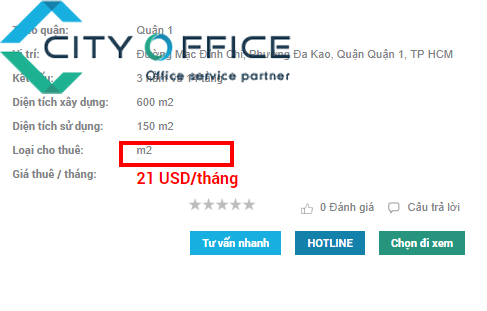 Theo quận: Quận 1
CITY OFFICE
Vị trí: Đường Mạc Đĩnh Chi, Phường Đa Kao, Quận Quận 1, TP HCM
Office service partner
Kết cấu: 3 hầm và 1 tầng
Diện tích xây dựng: 600 m2
Diện tích sử dụng: 150 m2
Loại cho thuê: m2
Giá thuê / tháng: 21 USD/tháng
0 Đánh giá Câu trả lời
Tư vấn nhanh HOTLINE Chọn đi xem